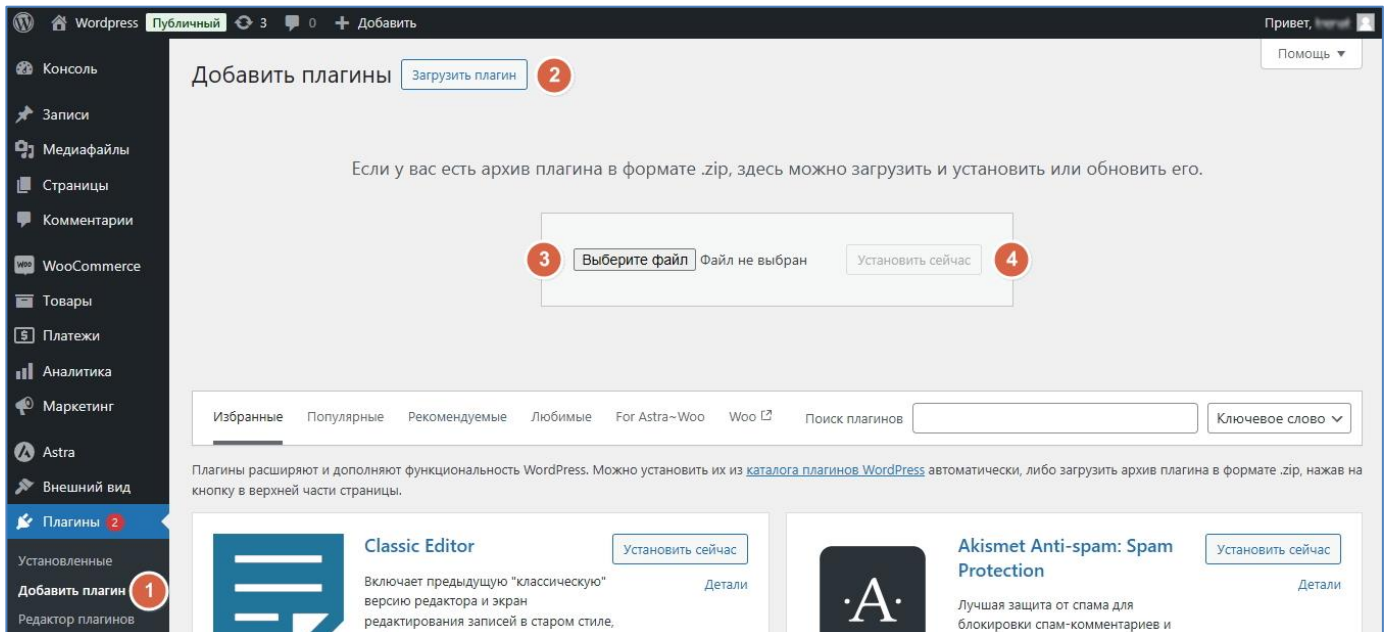 Wordpress Публичный 3 0 Добавить
Привет,
Помощь
Консоль
Записи
Медиафайлы
Страницы
Комментарии
WooCommerce
Товары
Платежи
Аналитика
Маркетинг
Astra
Внешний вид
Плагины 2
Установленные
Добавить плагин 1
Редактор плагинов
Добавить плагины Загрузить плагин 2
Если у вас есть архив плагина в формате .zip, здесь можно загрузить и установить или обновить его.
3 Выберите файл Файл не выбран Установить сейчас 4
Избранные Популярные Рекомендуемые Любимые For Astra~Woo Woo Поиск плагинов Ключевое слово
Плагины расширяют и дополняют функциональность WordPress. Можно установить их из каталога плагинов WordPress автоматически, либо загрузить архив плагина в формате .zip, нажав на
кнопку в верхней части страницы.
Classic Editor
Установить сейчас
Детали
Включает предыдущую "классическую"
версию редактора и экран
редактирования записей в старом стиле,
·A·
Akismet Anti-spam: Spam
Protection
Установить сейчас
Детали
Лучшая защита от спама для
блокировки спам-комментариев и